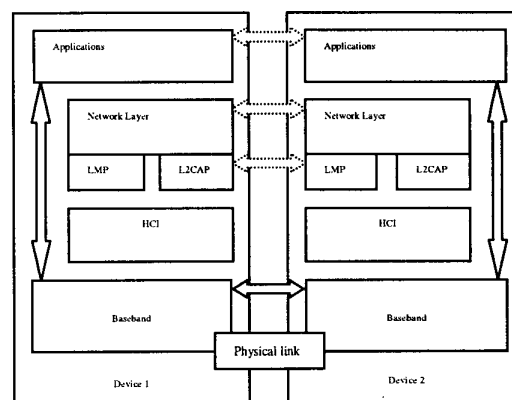 Applications
Applications
Network Layer
Network Layer
LMP
L2CAP
LMP
L2CAP
HCI
HCI
Baseband
Baseband
Physical link
Device 1
Device 2